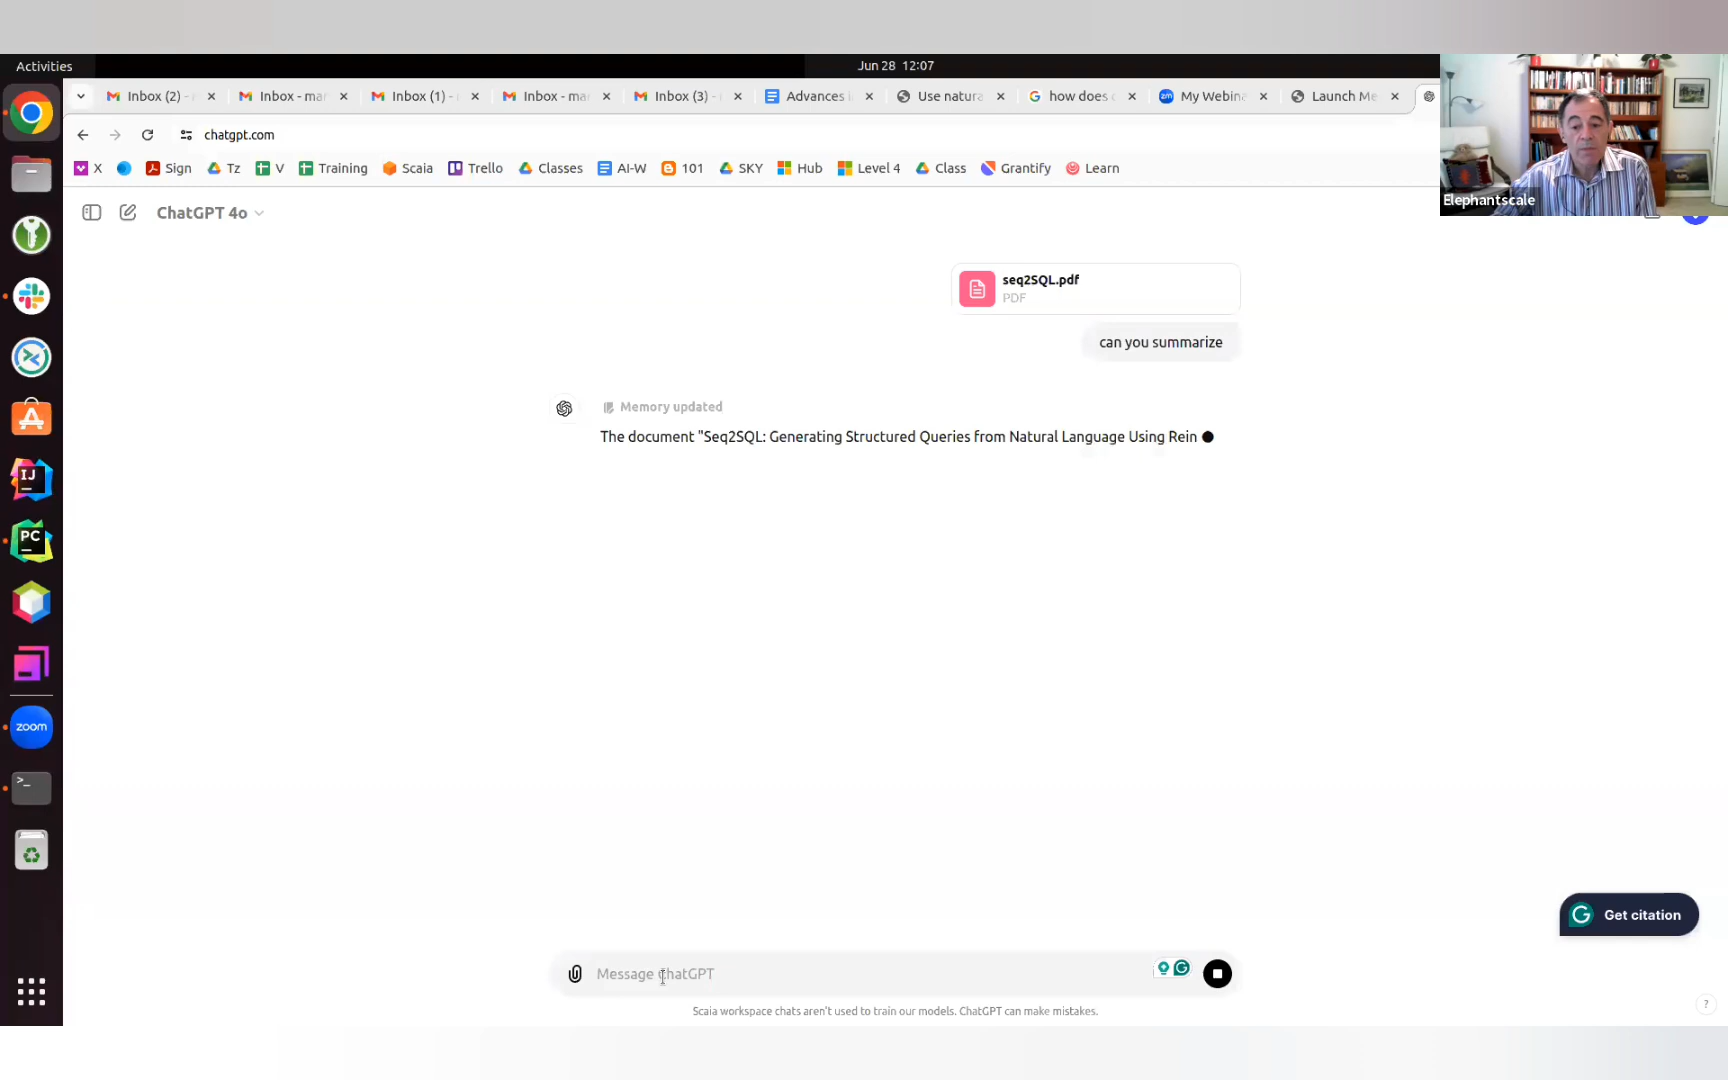 Activities
Jun 28 12:07
Inbox (2) -
Inbox - mar
Inbox (1) -
Inbox - mar
Inbox (3) -
Advances
Use natura
how does
zm My Webina
Launch Me
chatgpt.com
X
Sign
Tz
V
Training
Scaia
Trello
Classes
AI-W
101
SKY
Hub
Level 4
Class
Grantify
Learn
Elephantscale
ChatGPT 4o
seq2SQL.pdf
PDF
can you summarize
Memory updated
The document "Seq2SQL: Generating Structured Queries from Natural Language Using Rein
IJ
PC
zoom
>_
G Get citation
Message ChatGPT
Scaia workspace chats aren't used to train our models. ChatGPT can make mistakes.
?